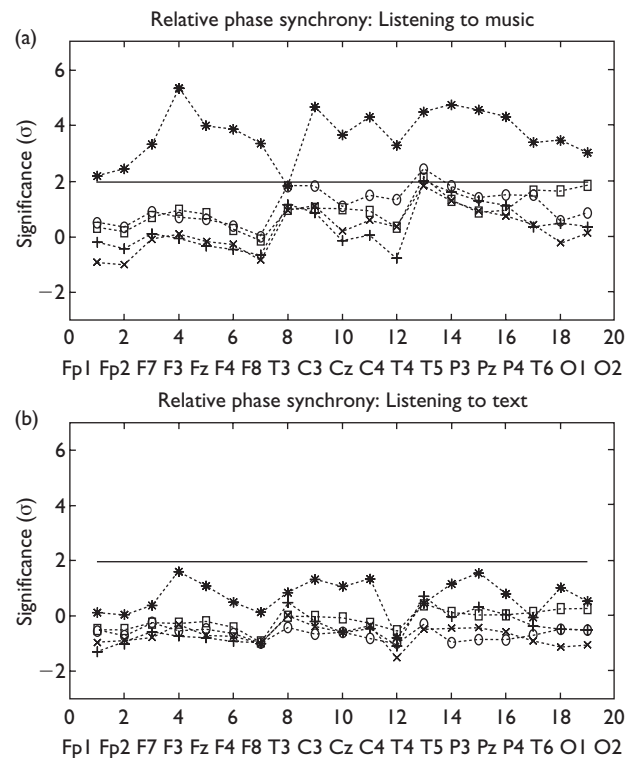 (a)
Relative phase synchrony: Listening to music
Significance (σ)
6
4
2
0
−2
0 2 4 6 8 10 12 14 16 18 20
Fp1 Fp2 F7 F3 Fz F4 F8 T3 C3 Cz C4 T4 T5 P3 Pz P4 T6 O1 O2
(b)
Relative phase synchrony: Listening to text
Significance (σ)
6
4
2
0
−2
0 2 4 6 8 10 12 14 16 18 20
Fp1 Fp2 F7 F3 Fz F4 F8 T3 C3 Cz C4 T4 T5 P3 Pz P4 T6 O1 O2